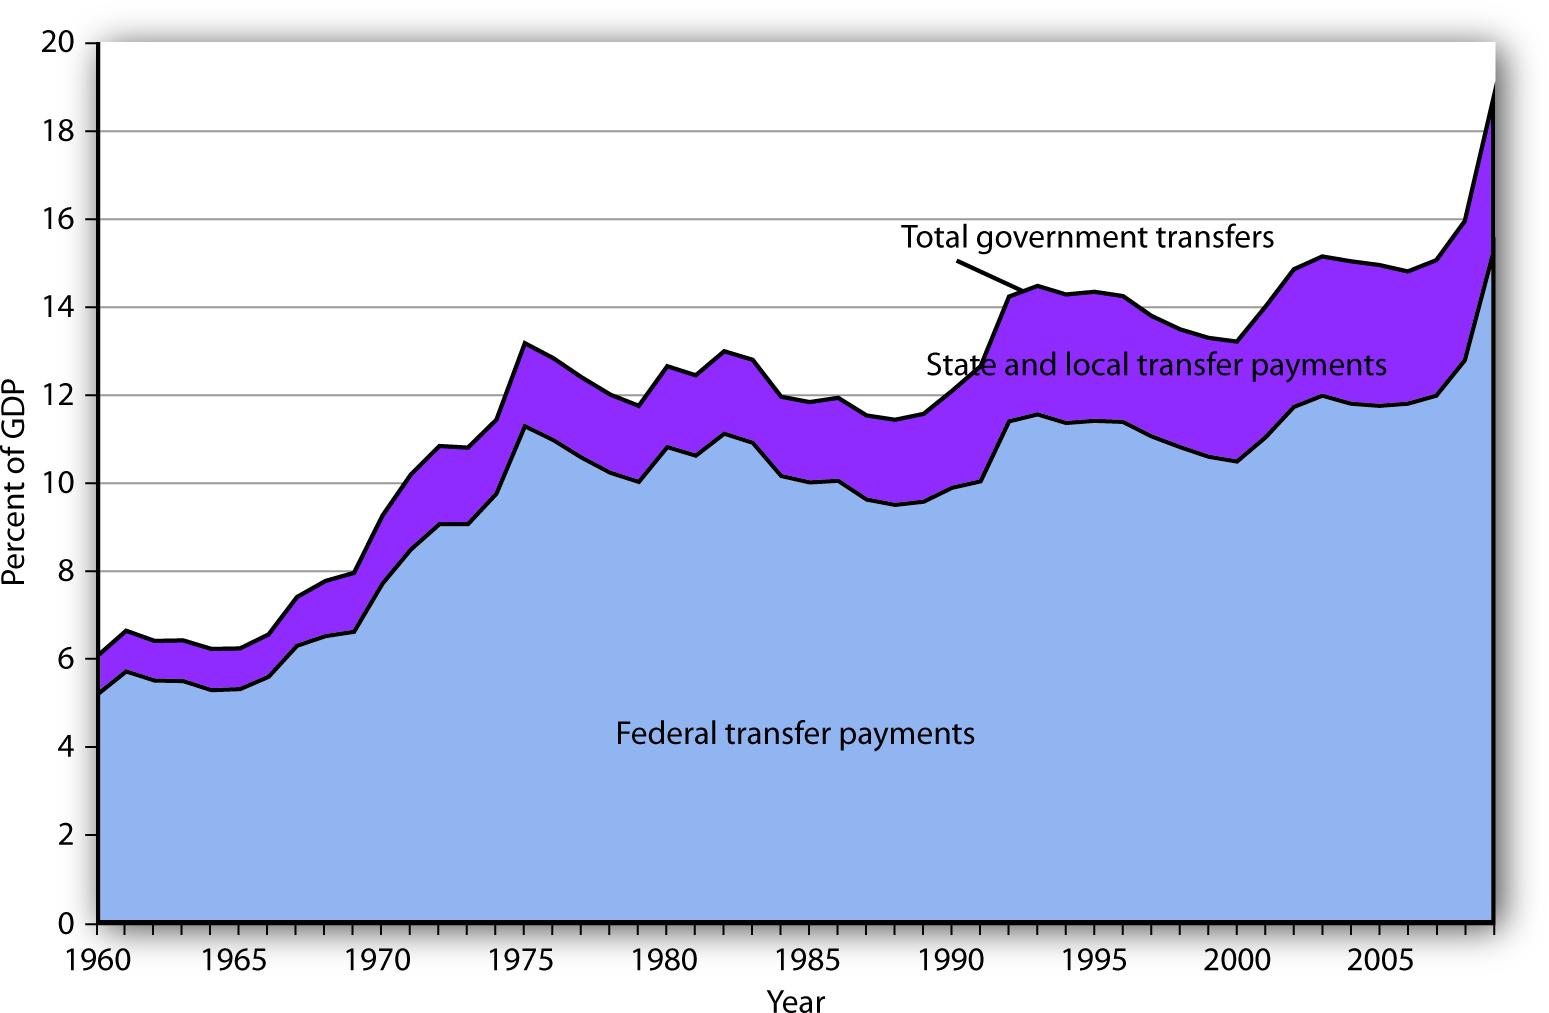 20
18
16
14
12
10
8
6
4
2
0
Percent of GDP
Total government transfers
State and local transfer payments
Federal transfer payments
1960 1965 1970 1975 1980 1985 1990 1995 2000 2005
Year